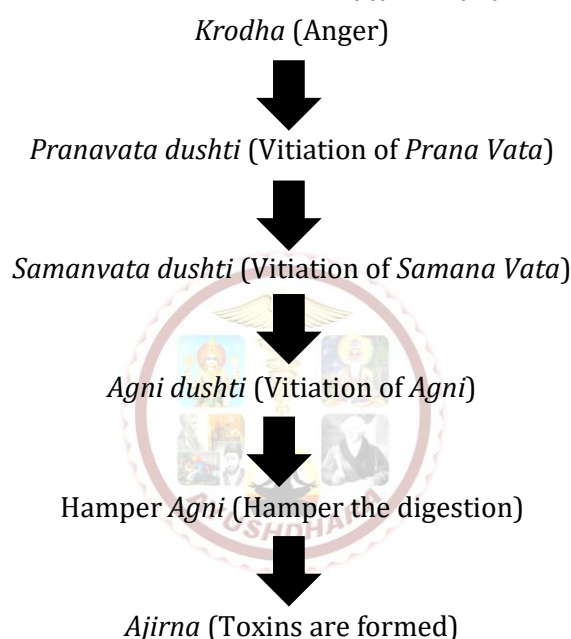 Krodha (Anger)
Pranavata dushti (Vitiation of Prana Vata)
Samanvata dushti (Vitiation of Samana Vata)
Agni dushti (Vitiation of Agni)
Hamper Agni (Hamper the digestion)
AYUSHDHARA
Ajirna (Toxins are formed)